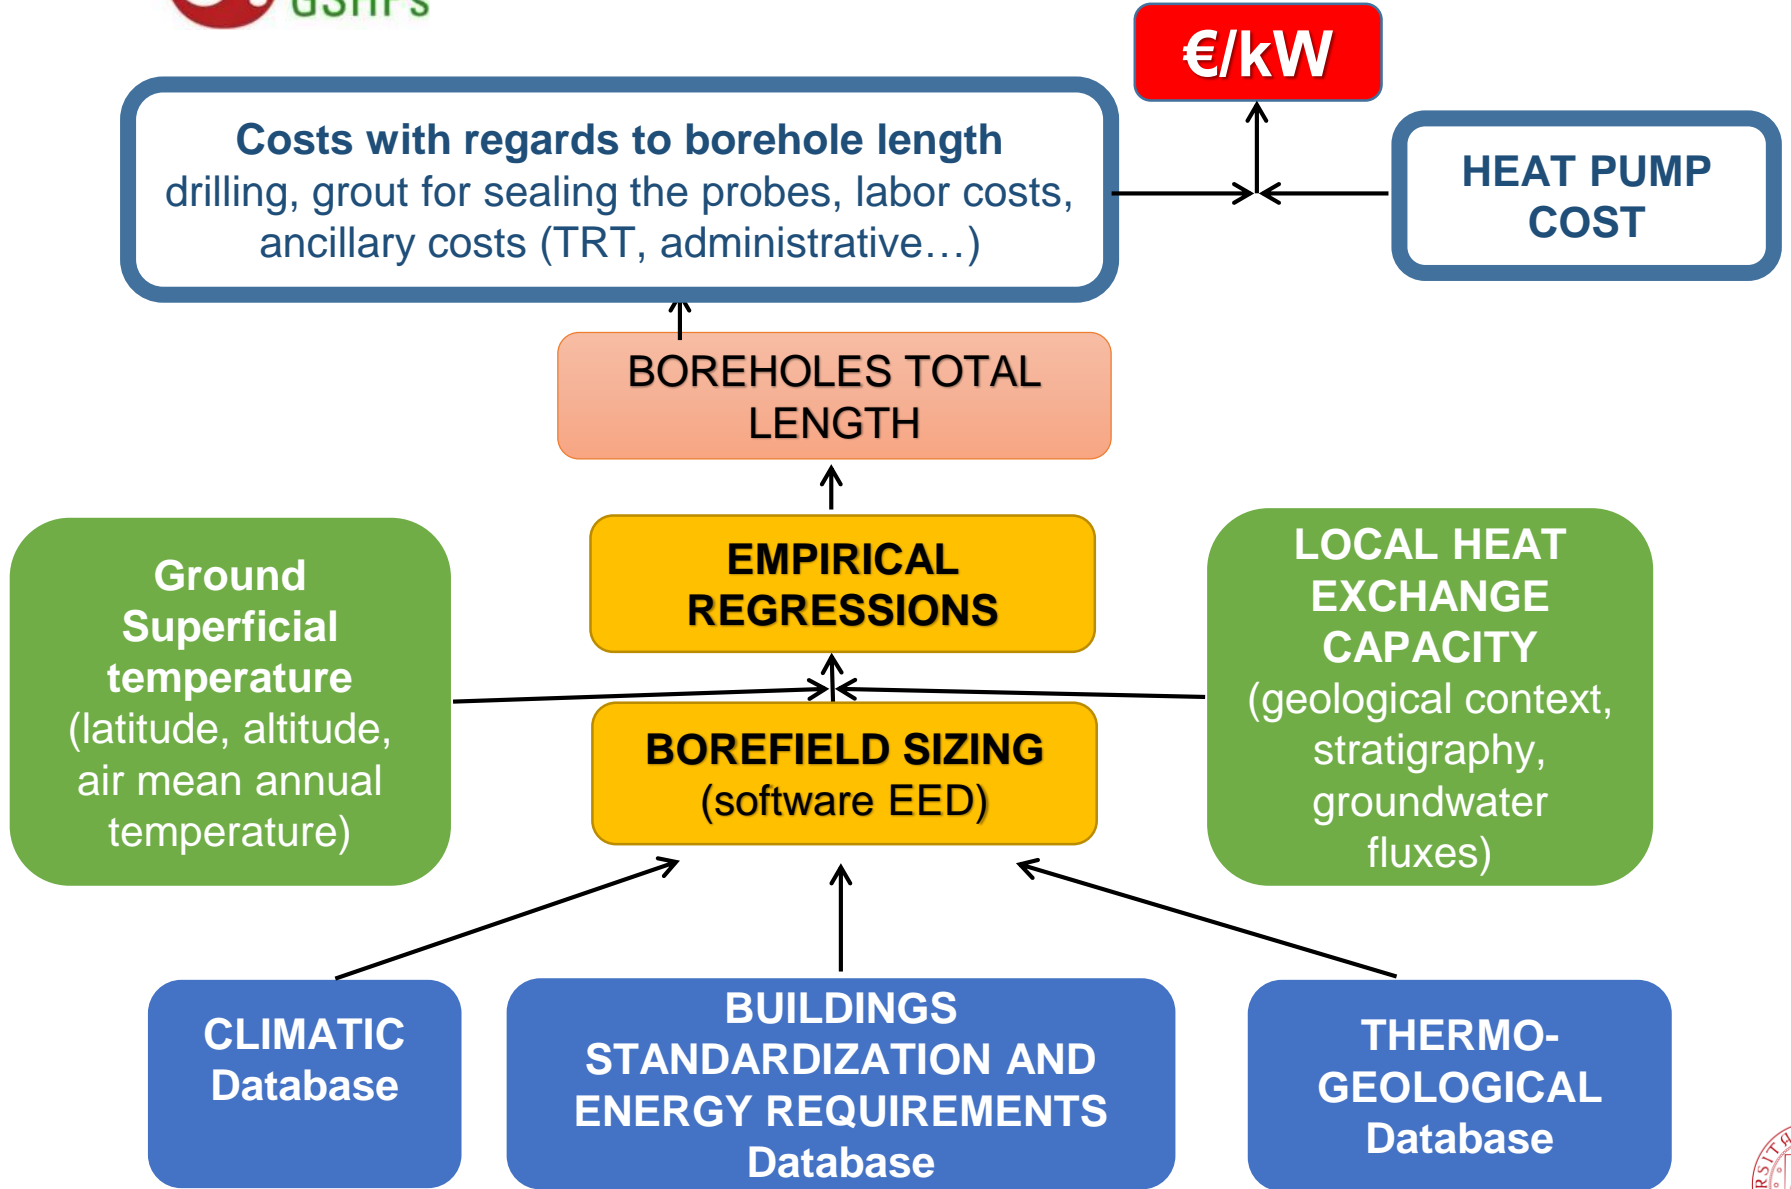 GSHPs
€/kW
Costs with regards to borehole length
drilling, grout for sealing the probes, labor costs,
ancillary costs (TRT, administrative…)
HEAT PUMP
COST
BOREHOLES TOTAL
LENGTH
EMPIRICAL
REGRESSIONS
Ground
Superficial
temperature
(latitude, altitude,
air mean annual
temperature)
LOCAL HEAT
EXCHANGE
CAPACITY
(geological context,
stratigraphy,
groundwater
fluxes)
BOREFIELD SIZING
(software EED)
CLIMATIC
Database
BUILDINGS
STANDARDIZATION AND
ENERGY REQUIREMENTS
Database
THERMO-
GEOLOGICAL
Database